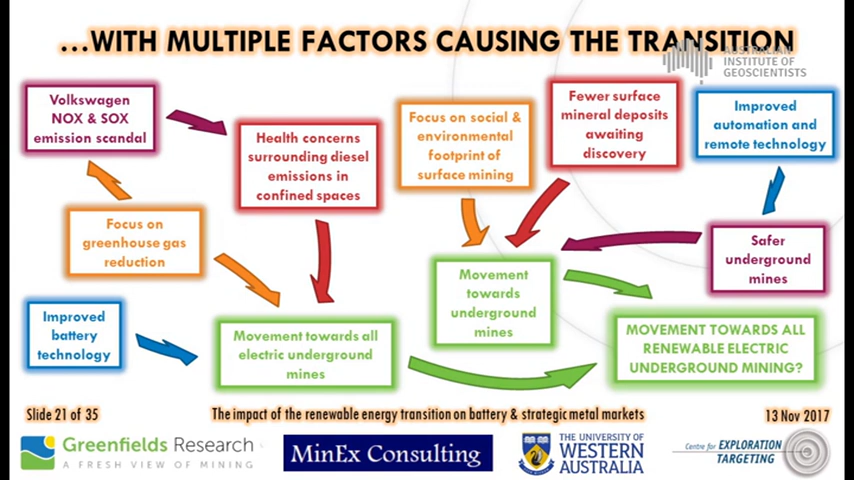 ...WITH MULTIPLE FACTORS CAUSING THE TRANSITION
AUSTRALIAN
INSTITUTE OF
GEOSCIENTISTS
Volkswagen
NOX & SOX
emission scandal
Health concerns
surrounding diesel
emissions in
confined spaces
Focus on social &
environmental
footprint of
surface mining
Fewer surface
mineral deposits
awaiting
discovery
Improved
automation and
remote technology
Focus on
greenhouse gas
reduction
Safer
underground
mines
Movement
towards
underground
mines
Improved
battery
technology
Movement towards all
electric underground
mines
MOVEMENT TOWARDS ALL
RENEWABLE ELECTRIC
UNDERGROUND MINING?
Slide 21 of 35
The impact of the renewable energy transition on battery & strategic metal markets
13 Nov 2017
Greenfields Research
A FRESH VIEW OF MINING
MinEx Consulting
THE UNIVERSITY OF
WESTERN
AUSTRALIA
Centre for EXPLORATION
TARGETING